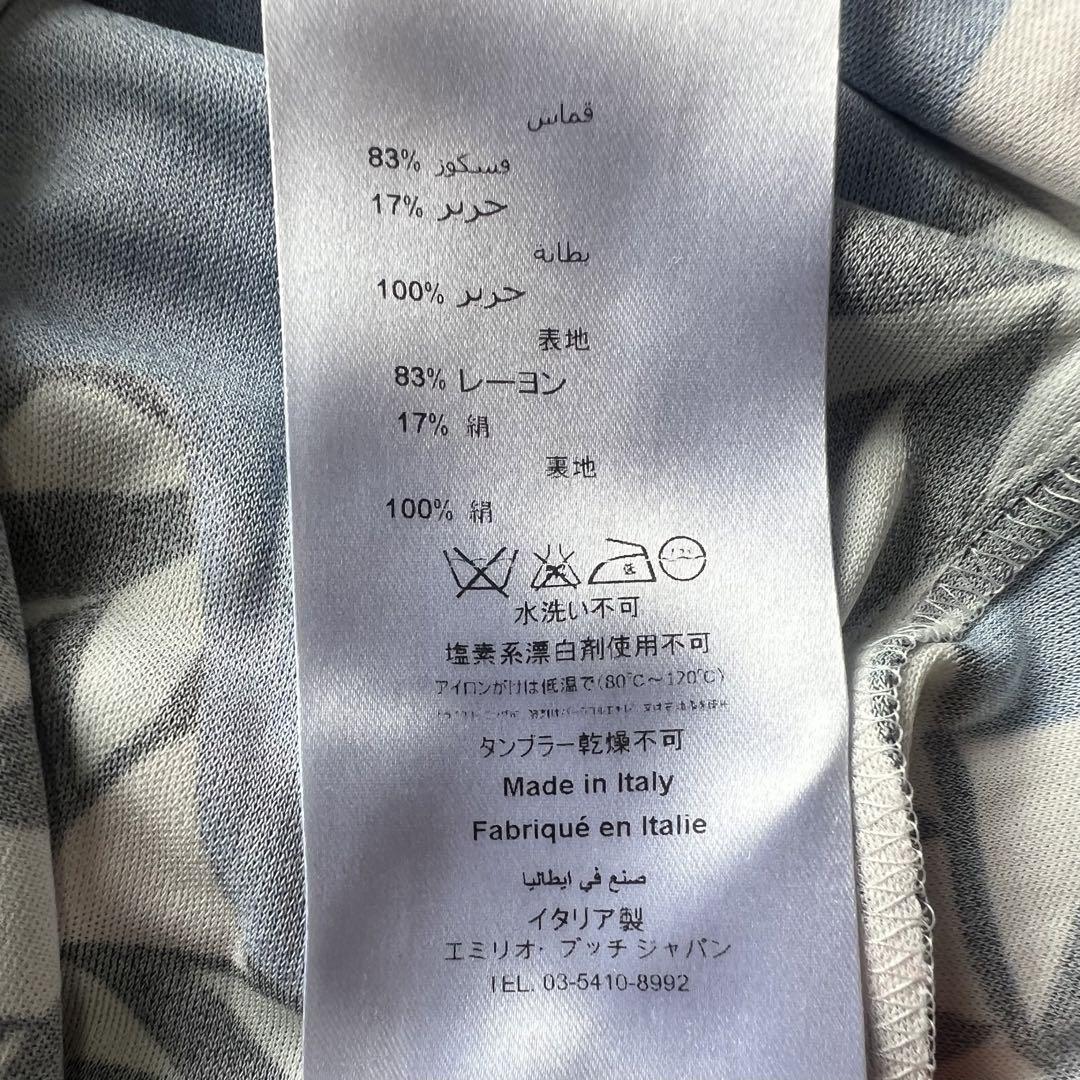 قماس
83% فسكوز
17% حرير
بطانة
100% حرير
表地
83% レーヨン
17% 絹
裏地
100% 絹
低
水洗い不可
塩素系漂白剤使用不可
アイロンがけは低温で(80℃～120℃)
タンブラー乾燥不可
Made in Italy
Fabriqué en Italie
صنع في ايطاليا
イタリア製
エミリオ・プッチ ジャパン
TEL. 03-5410-8992